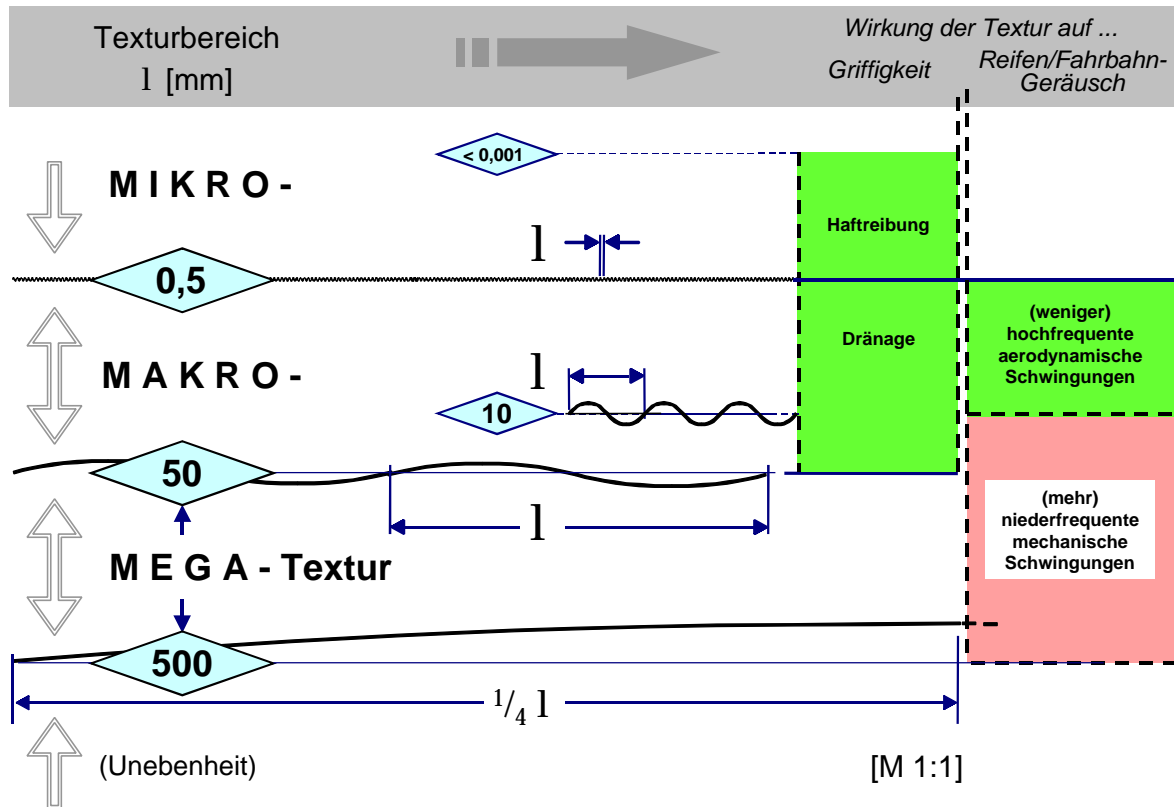 Texturbereich
l [mm]
Wirkung der Textur auf ...
Griffigkeit
Reifen/Fahrbahn-
Geräusch
< 0,001
M I K R O -
Haftreibung
l
0,5
(weniger)
hochfrequente
aerodynamische
Schwingungen
Dränage
M A K R O -
l
10
50
(mehr)
niederfrequente
mechanische
Schwingungen
l
M E G A - Textur
500
1/4 l
(Unebenheit)
[M 1:1]